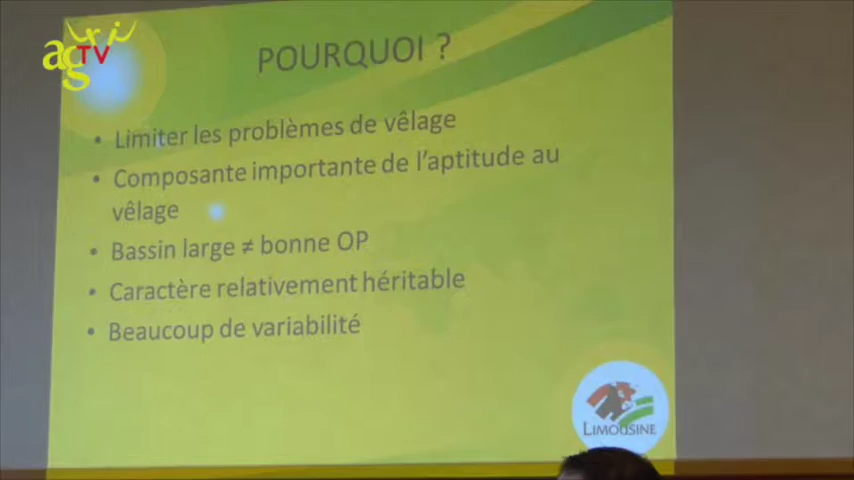 agri TV
POURQUOI ?
• Limiter les problèmes de vêlage
• Composante importante de l'aptitude au
vêlage
• Bassin large ≠ bonne OP
• Caractère relativement héritable
• Beaucoup de variabilité
LIMOUSINE